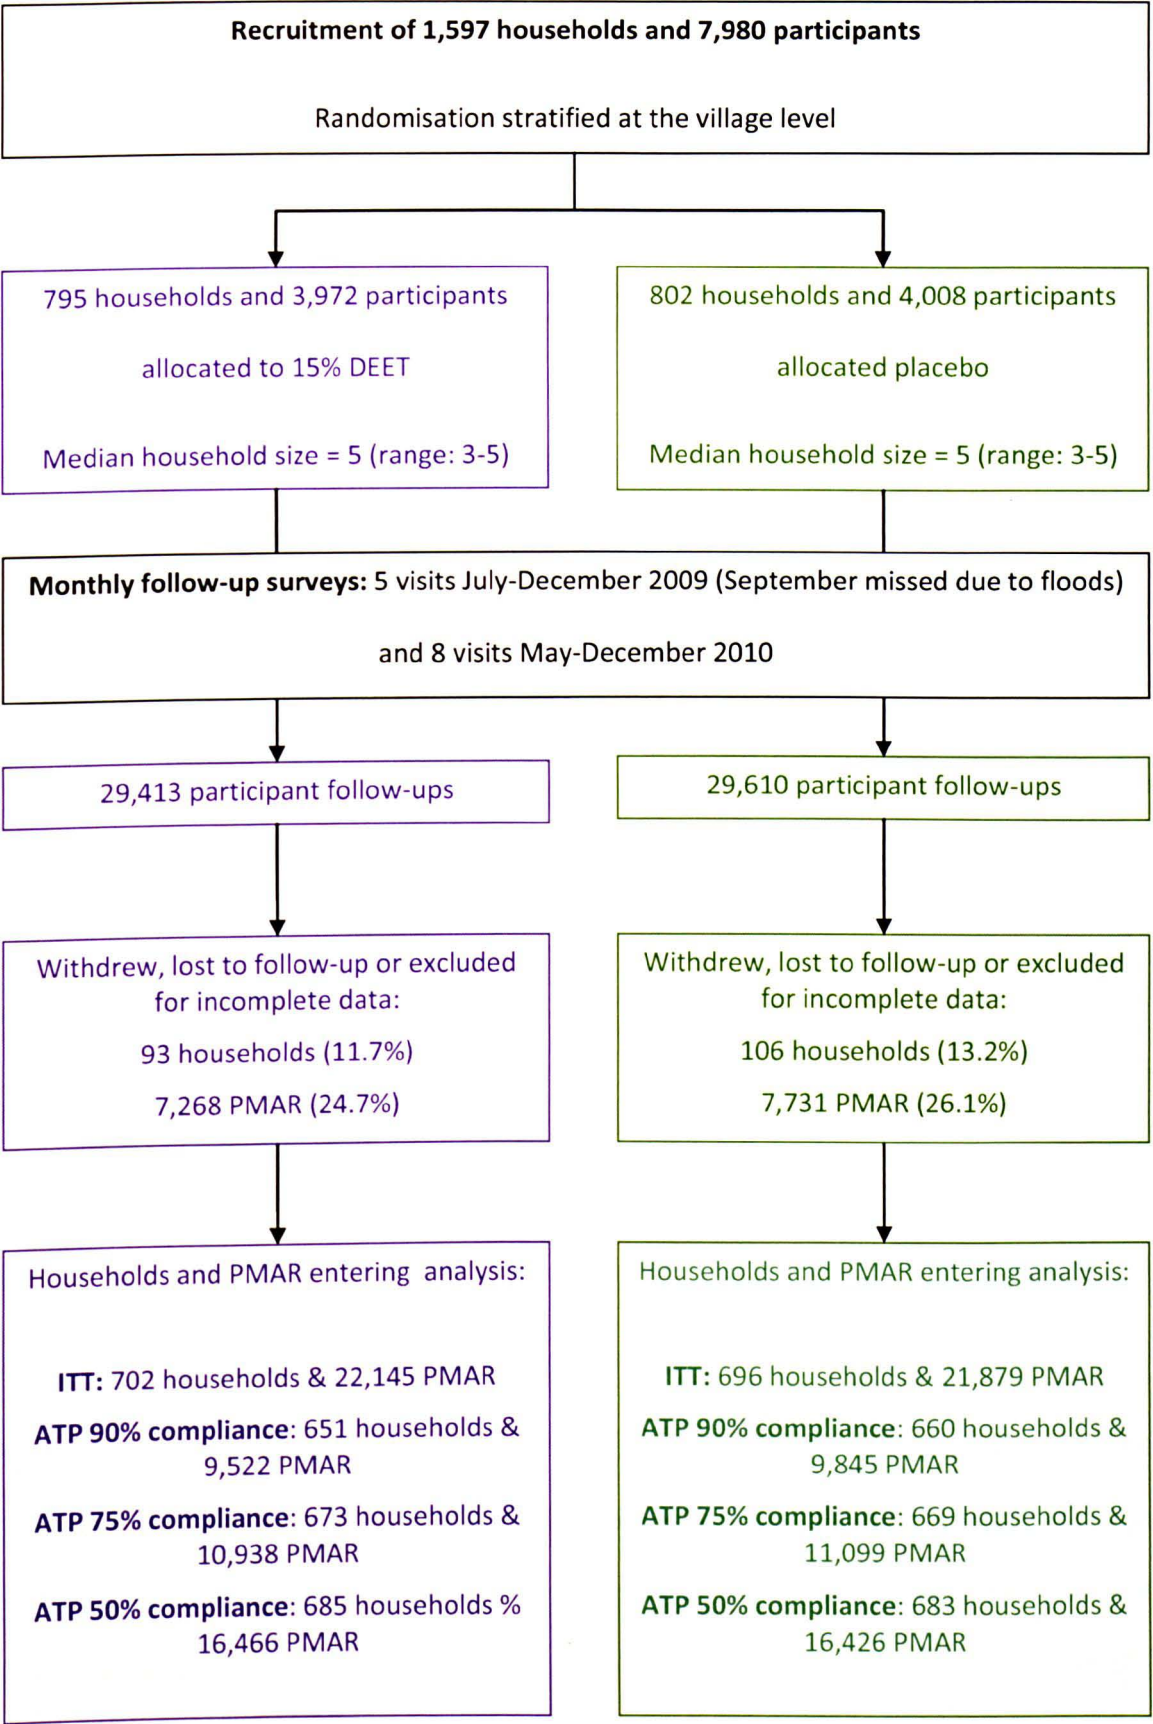 Recruitment of 1,597 households and 7,980 participants
Randomisation stratified at the village level
795 households and 3,972 participants
allocated to 15% DEET
Median household size = 5 (range: 3-5)
802 households and 4,008 participants
allocated placebo
Median household size = 5 (range: 3-5)
Monthly follow-up surveys: 5 visits July-December 2009 (September missed due to floods)
and 8 visits May-December 2010
29,413 participant follow-ups
29,610 participant follow-ups
Withdrew, lost to follow-up or excluded
for incomplete data:
93 households (11.7%)
7,268 PMAR (24.7%)
Withdrew, lost to follow-up or excluded
for incomplete data:
106 households (13.2%)
7,731 PMAR (26.1%)
Households and PMAR entering analysis:
ITT: 702 households & 22,145 PMAR
ATP 90% compliance: 651 households &
9,522 PMAR
ATP 75% compliance: 673 households &
10,938 PMAR
ATP 50% compliance: 685 households %
16,466 PMAR
Households and PMAR entering analysis:
ITT: 696 households & 21,879 PMAR
ATP 90% compliance: 660 households &
9,845 PMAR
ATP 75% compliance: 669 households &
11,099 PMAR
ATP 50% compliance: 683 households &
16,426 PMAR